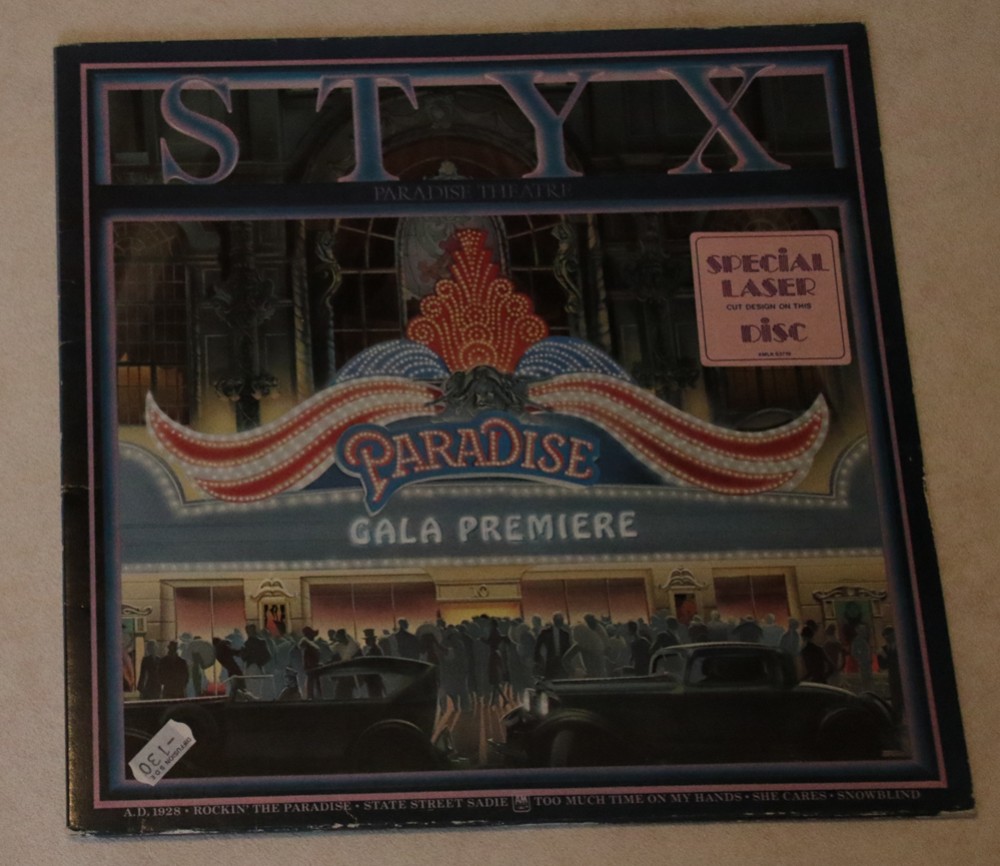 STYX
PARADISE THEATRE
SPECIAL
LASER
CUT DESIGN ON THIS
DISC
PARADISE
GALA PREMIERE
-130
A.D. 1928 • ROCKIN' THE PARADISE • STATE STREET SADIE A&M TOO MUCH TIME ON MY HANDS • SHE CARES • SNOWBLIND